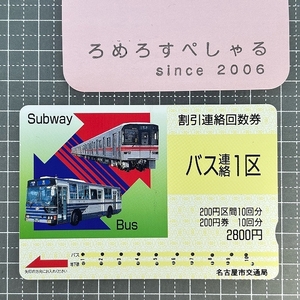 ろめろすぺしゃる
since 2006
Subway
Bus
割引連絡回数券
バス連絡1区
200円区間10回分
200円券 10回分
2800円
バス
地下鉄
名古屋市交通局